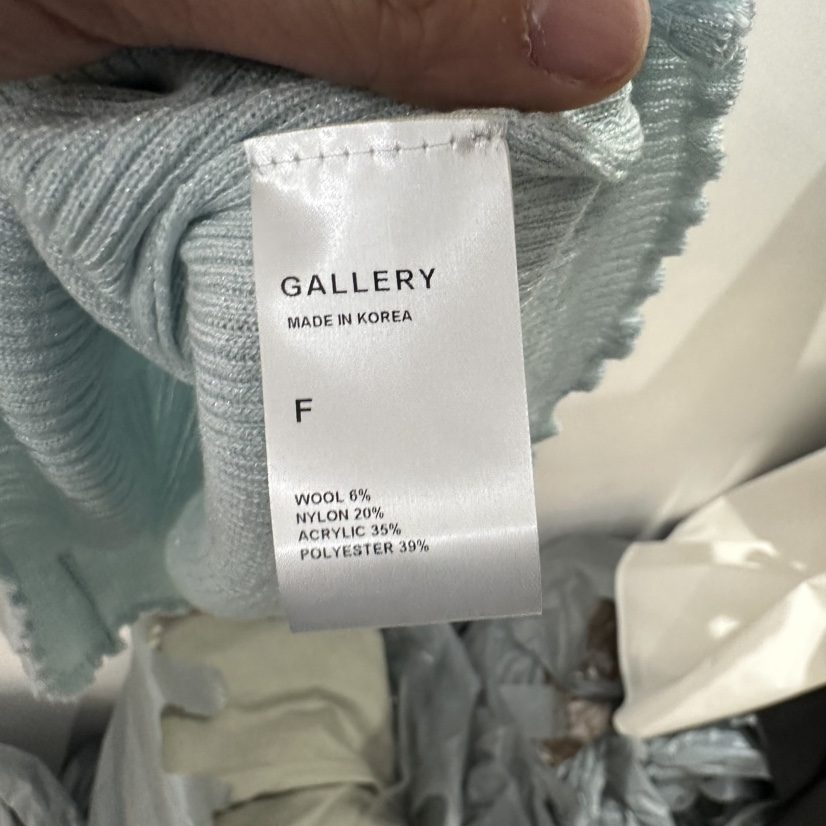 GALLERY
MADE IN KOREA
F
WOOL 6%
NYLON 20%
ACRYLIC 35%
POLYESTER 39%